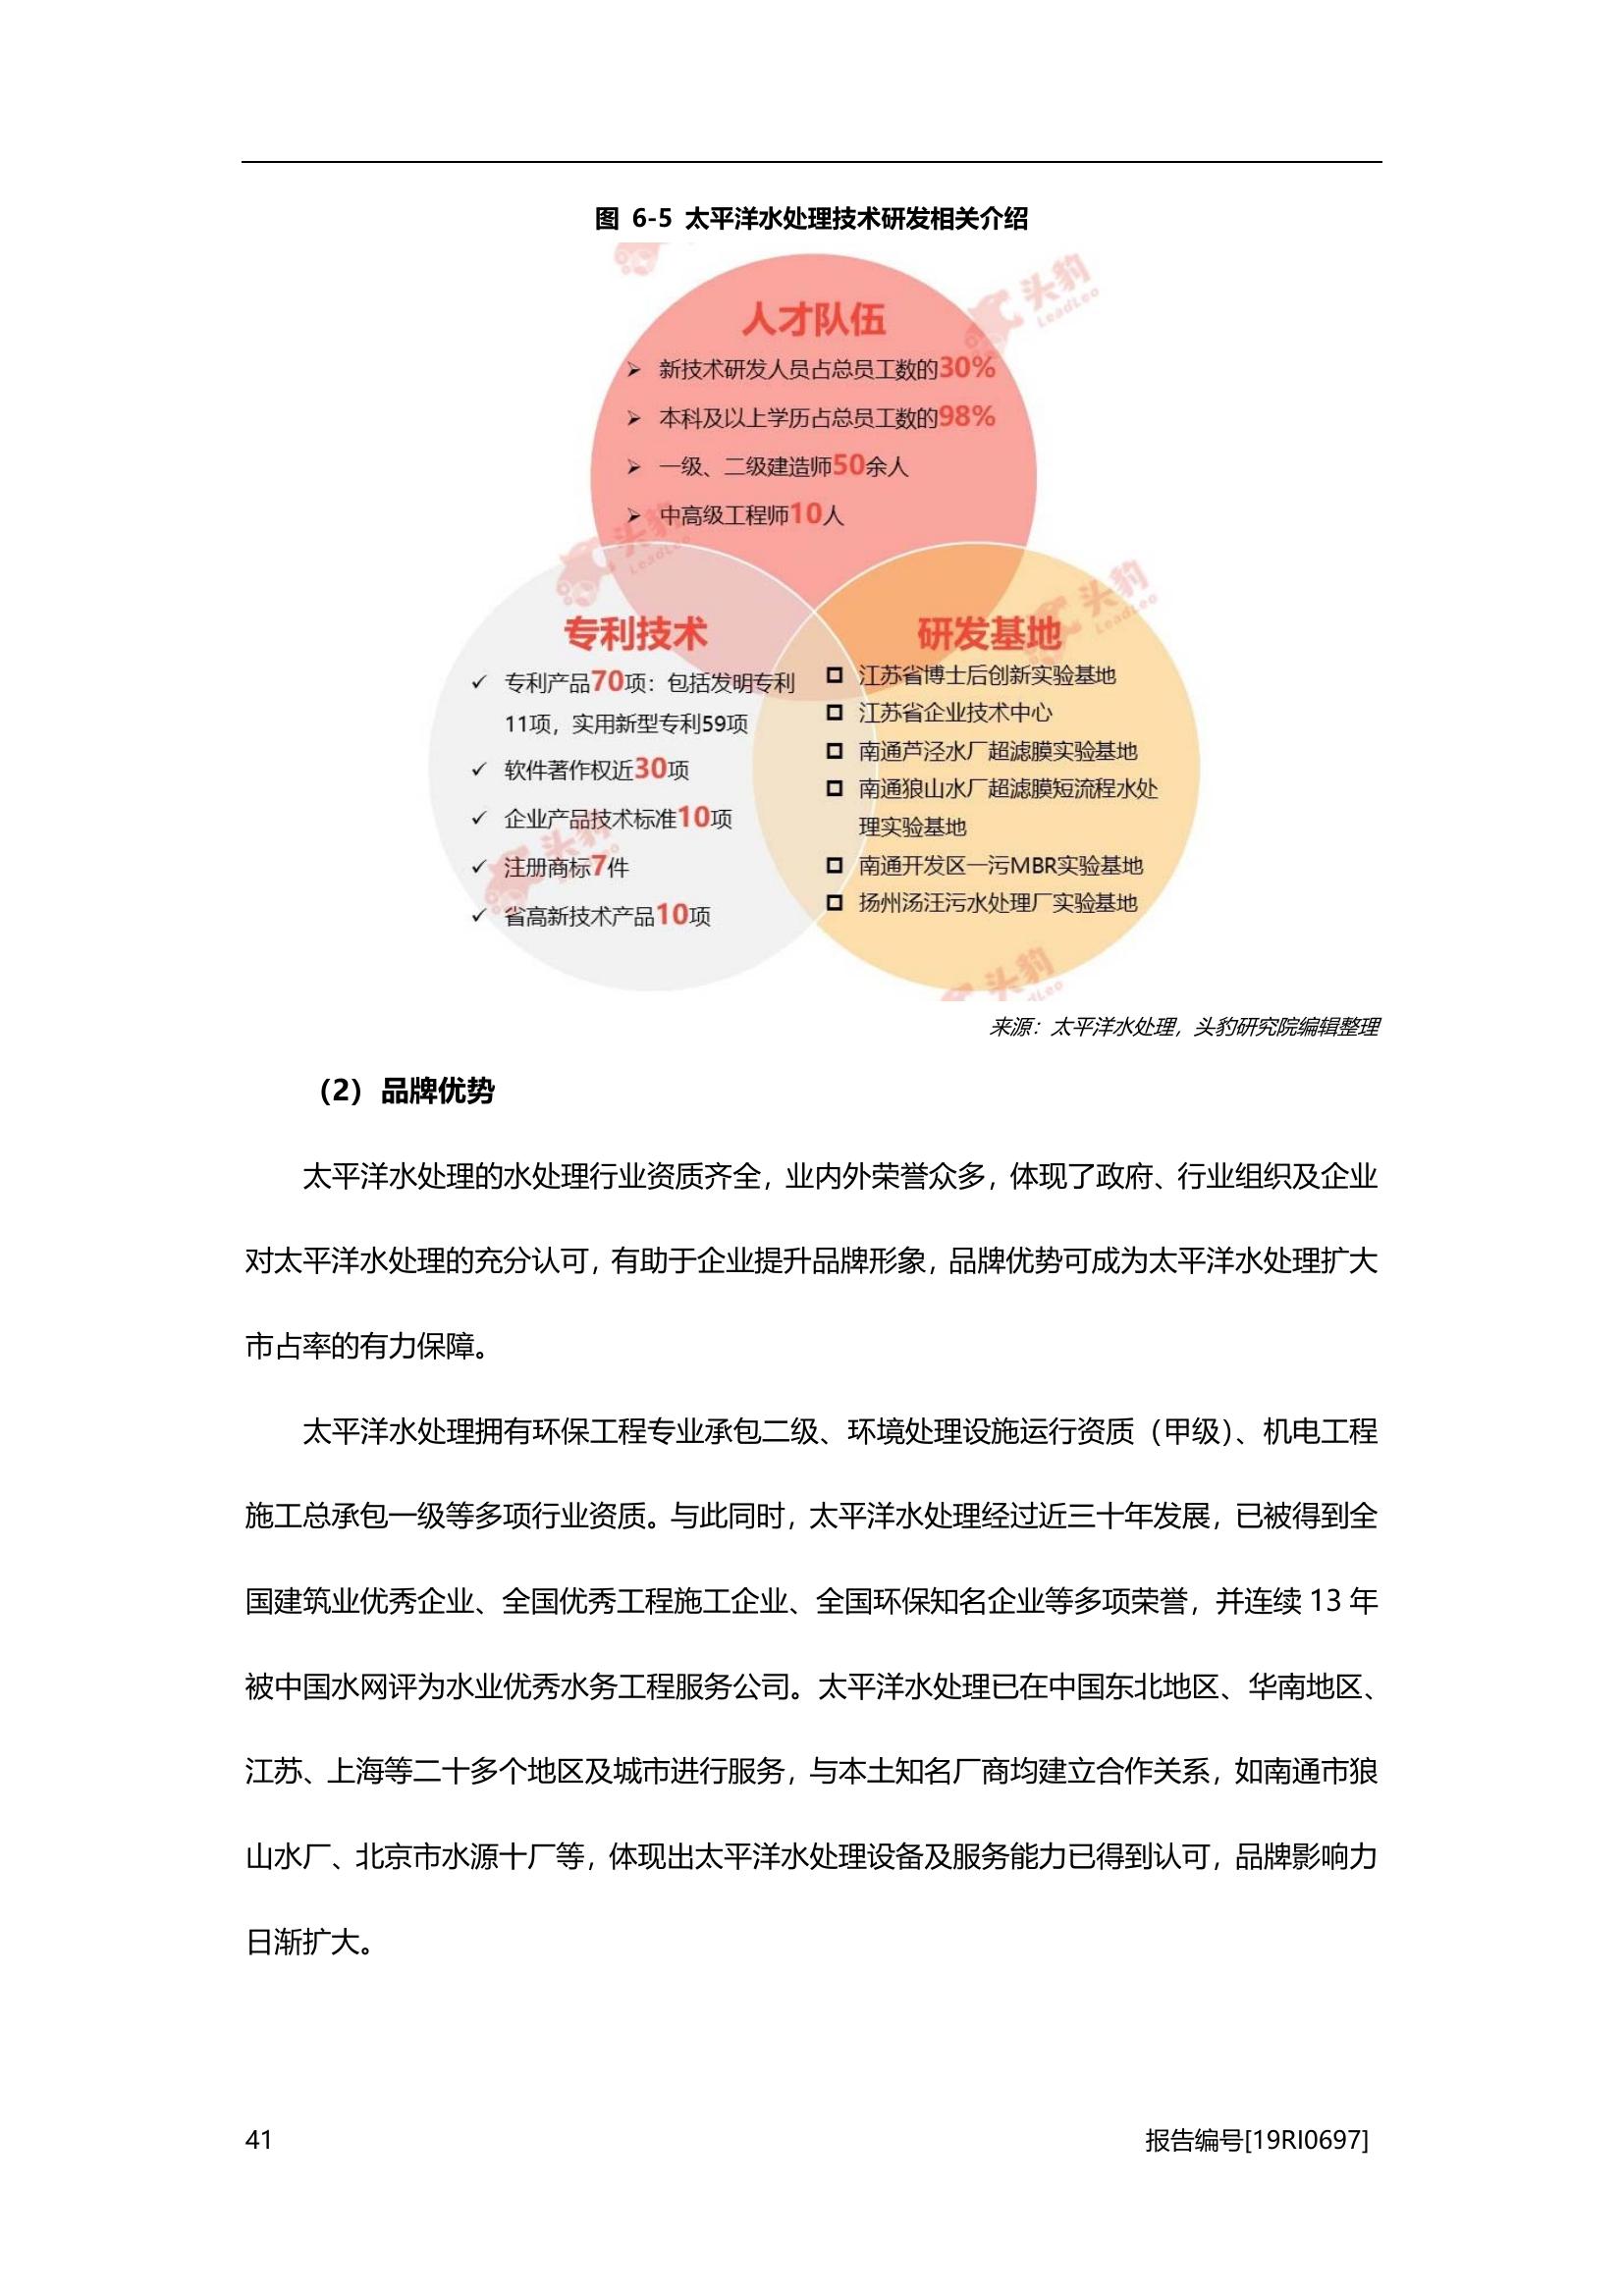 图 6-5 太平洋水处理技术研发相关介绍
人才队伍
➢ 新技术研发人员占总员工数的30%
➢ 本科及以上学历占总员工数的98%
➢ 一级、二级建造师50余人
➢ 中高级工程师10人
专利技术
✓ 专利产品70项：包括发明专利
11项，实用新型专利59项
✓ 软件著作权近30项
✓ 企业产品技术标准10项
✓ 注册商标7件
✓ 省高新技术产品10项
研发基地
江苏省博士后创新实验基地
江苏省企业技术中心
南通芦泾水厂超滤膜实验基地
南通狼山水厂超滤膜短流程水处
理实验基地
南通开发区一污MBR实验基地
扬州汤汪污水处理厂实验基地
头豹
LeadLeo
头豹
LeadLeo
头豹
LeadLeo
头豹
头豹
来源：太平洋水处理，头豹研究院编辑整理
（2）品牌优势
太平洋水处理的水处理行业资质齐全，业内外荣誉众多，体现了政府、行业组织及企业
对太平洋水处理的充分认可，有助于企业提升品牌形象，品牌优势可成为太平洋水处理扩大
市占率的有力保障。
太平洋水处理拥有环保工程专业承包二级、环境处理设施运行资质（甲级）、机电工程
施工总承包一级等多项行业资质。与此同时，太平洋水处理经过近三十年发展，已被得到全
国建筑业优秀企业、全国优秀工程施工企业、全国环保知名企业等多项荣誉，并连续 13 年
被中国水网评为水业优秀水务工程服务公司。太平洋水处理已在中国东北地区、华南地区、
江苏、上海等二十多个地区及城市进行服务，与本土知名厂商均建立合作关系，如南通市狼
山水厂、北京市水源十厂等，体现出太平洋水处理设备及服务能力已得到认可，品牌影响力
日渐扩大。
41
报告编号[19RI0697]